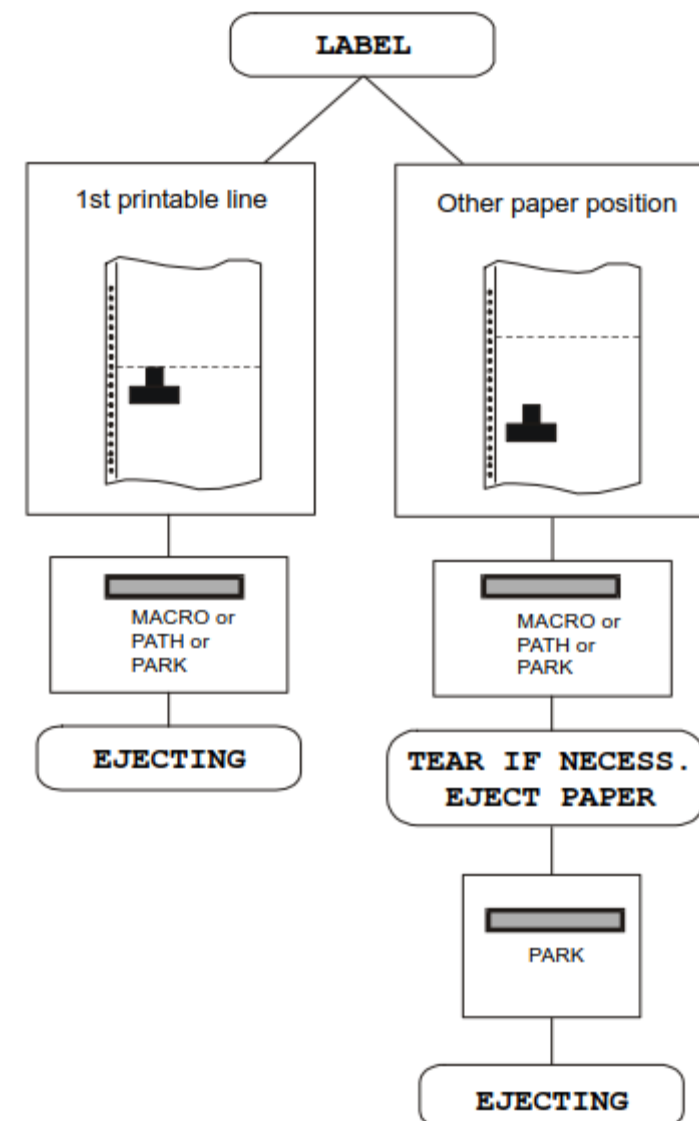 LABEL
1st printable line
Other paper position
MACRO or
PATH or
PARK
MACRO or
PATH or
PARK
EJECTING
TEAR IF NECESS.
EJECT PAPER
PARK
EJECTING